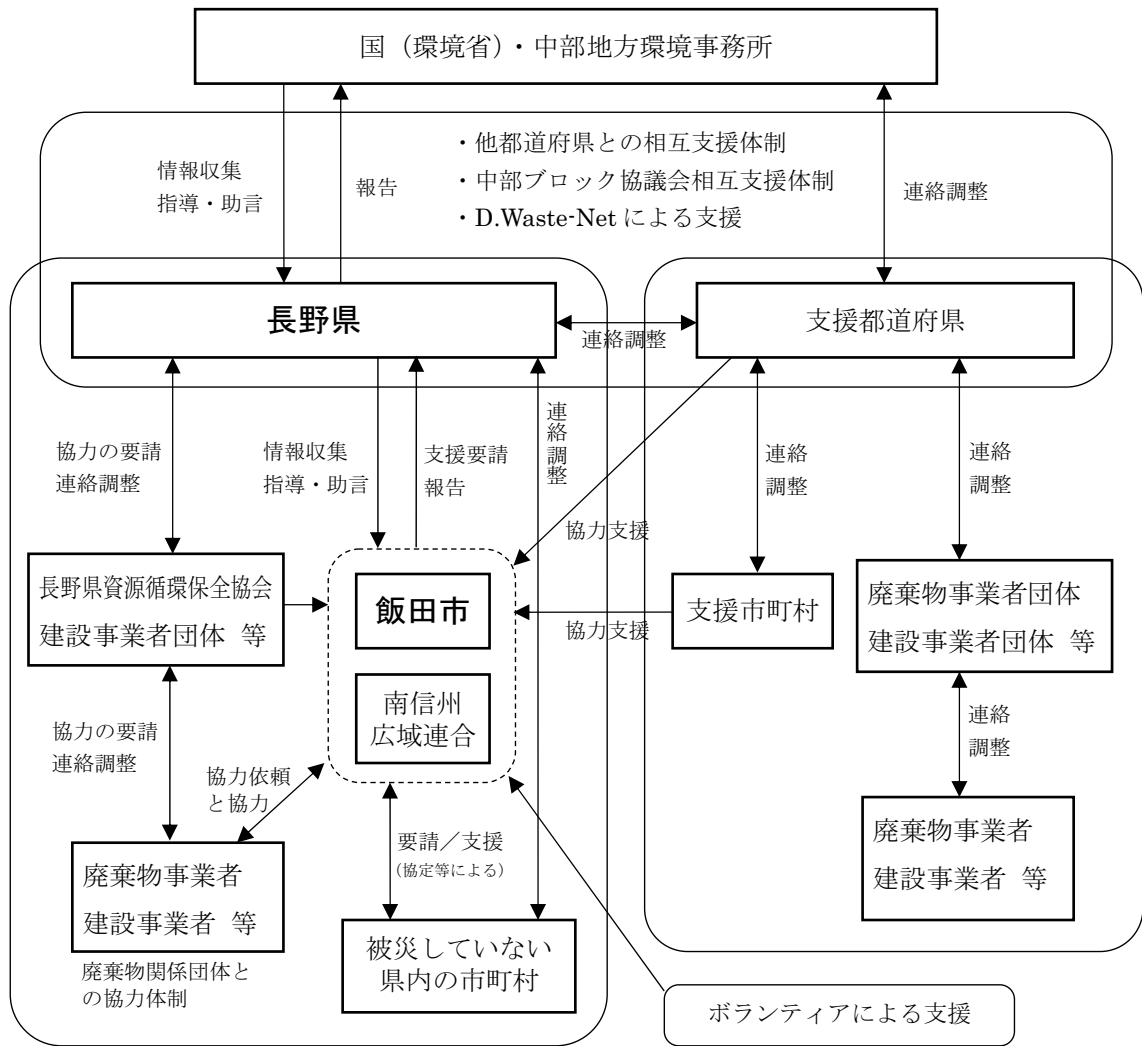 国（環境省）・中部地方環境事務所
情報収集
指導・助言
報告
・他都道府県との相互支援体制
・中部ブロック協議会相互支援体制
・D.Waste-Net による支援
連絡調整
長野県
連絡調整
支援都道府県
協力の要請
連絡調整
情報収集
指導・助言
支援要請
報告
連絡調整
連絡
調整
連絡
調整
協力支援
長野県資源循環保全協会
建設事業者団体 等
飯田市
協力支援
支援市町村
廃棄物事業者団体
建設事業者団体 等
南信州
広域連合
協力の要請
連絡調整
協力依頼
と協力
連絡
調整
要請／支援
（協定等による）
廃棄物事業者
建設事業者 等
廃棄物事業者
建設事業者 等
被災していない
県内の市町村
廃棄物関係団体と
の協力体制
ボランティアによる支援